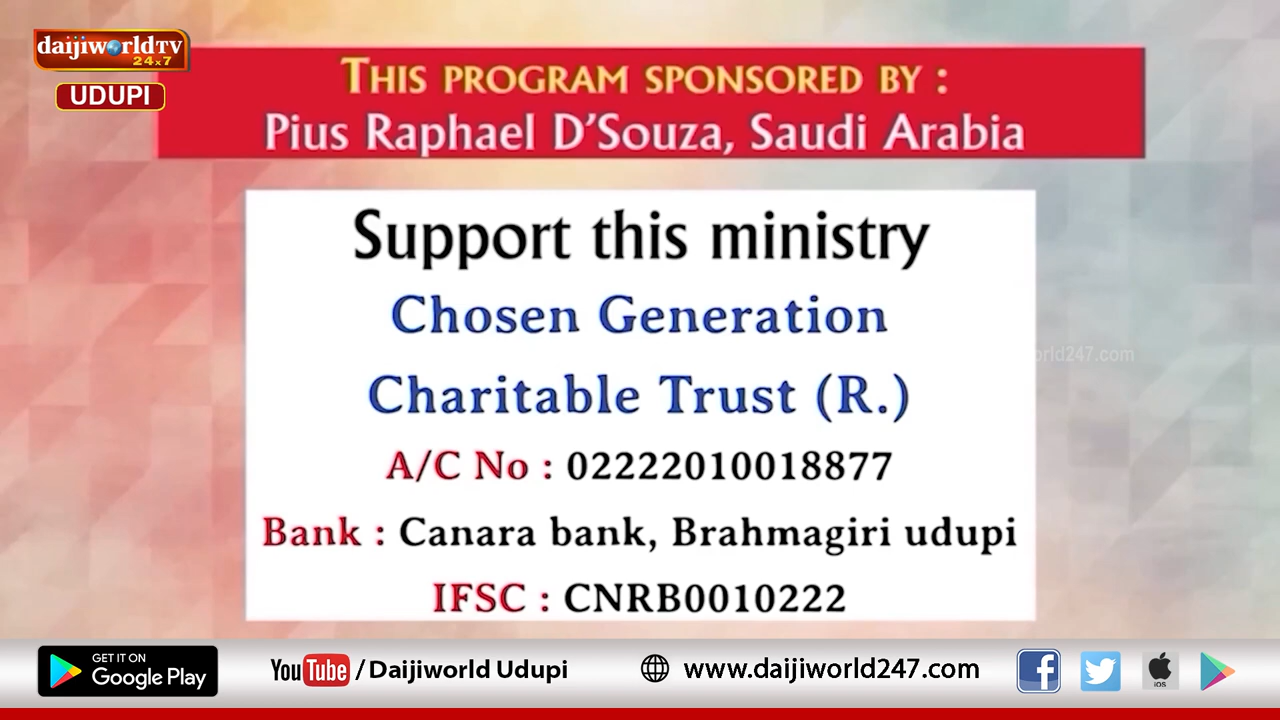 daijiworldTV
24x7
UDUPI
THIS PROGRAM SPONSORED BY :
Pius Raphael D'Souza, Saudi Arabia
Support this ministry
Chosen Generation
Charitable Trust (R.)
A/C No : 02222010018877
Bank : Canara bank, Brahmagiri udupi
IFSC : CNRB0010222
orld247.com
GET IT ON
Google Play
YouTube /Daijiworld Udupi
www.daijiworld247.com
iOS